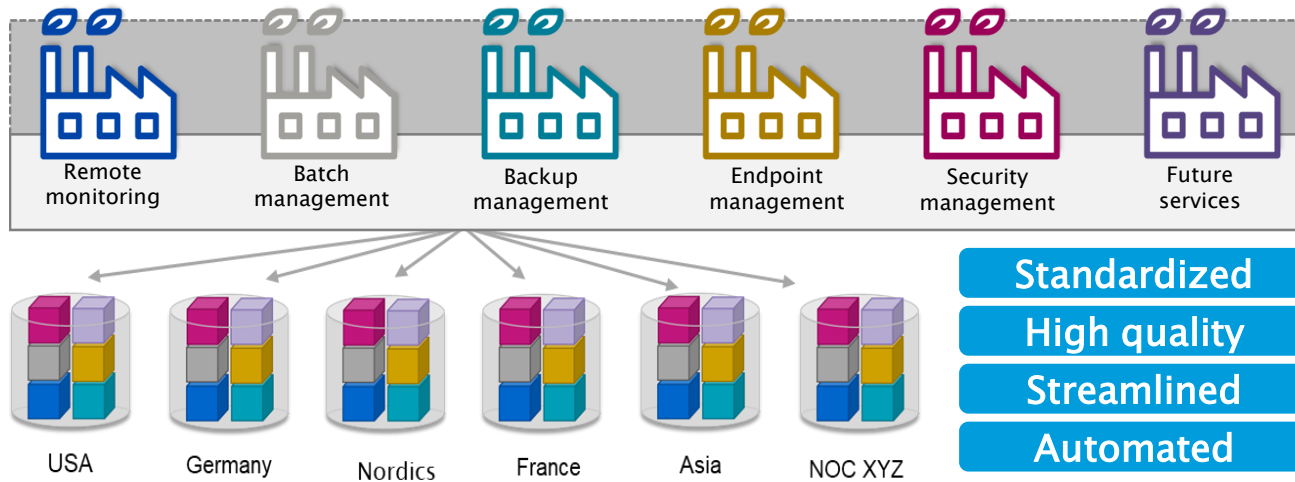 Remote
monitoring
Batch
management
Backup
management
Endpoint
management
Security
management
Future
services
Standardized
High quality
Streamlined
Automated
USA
Germany
Nordics
France
Asia
NOC XYZ